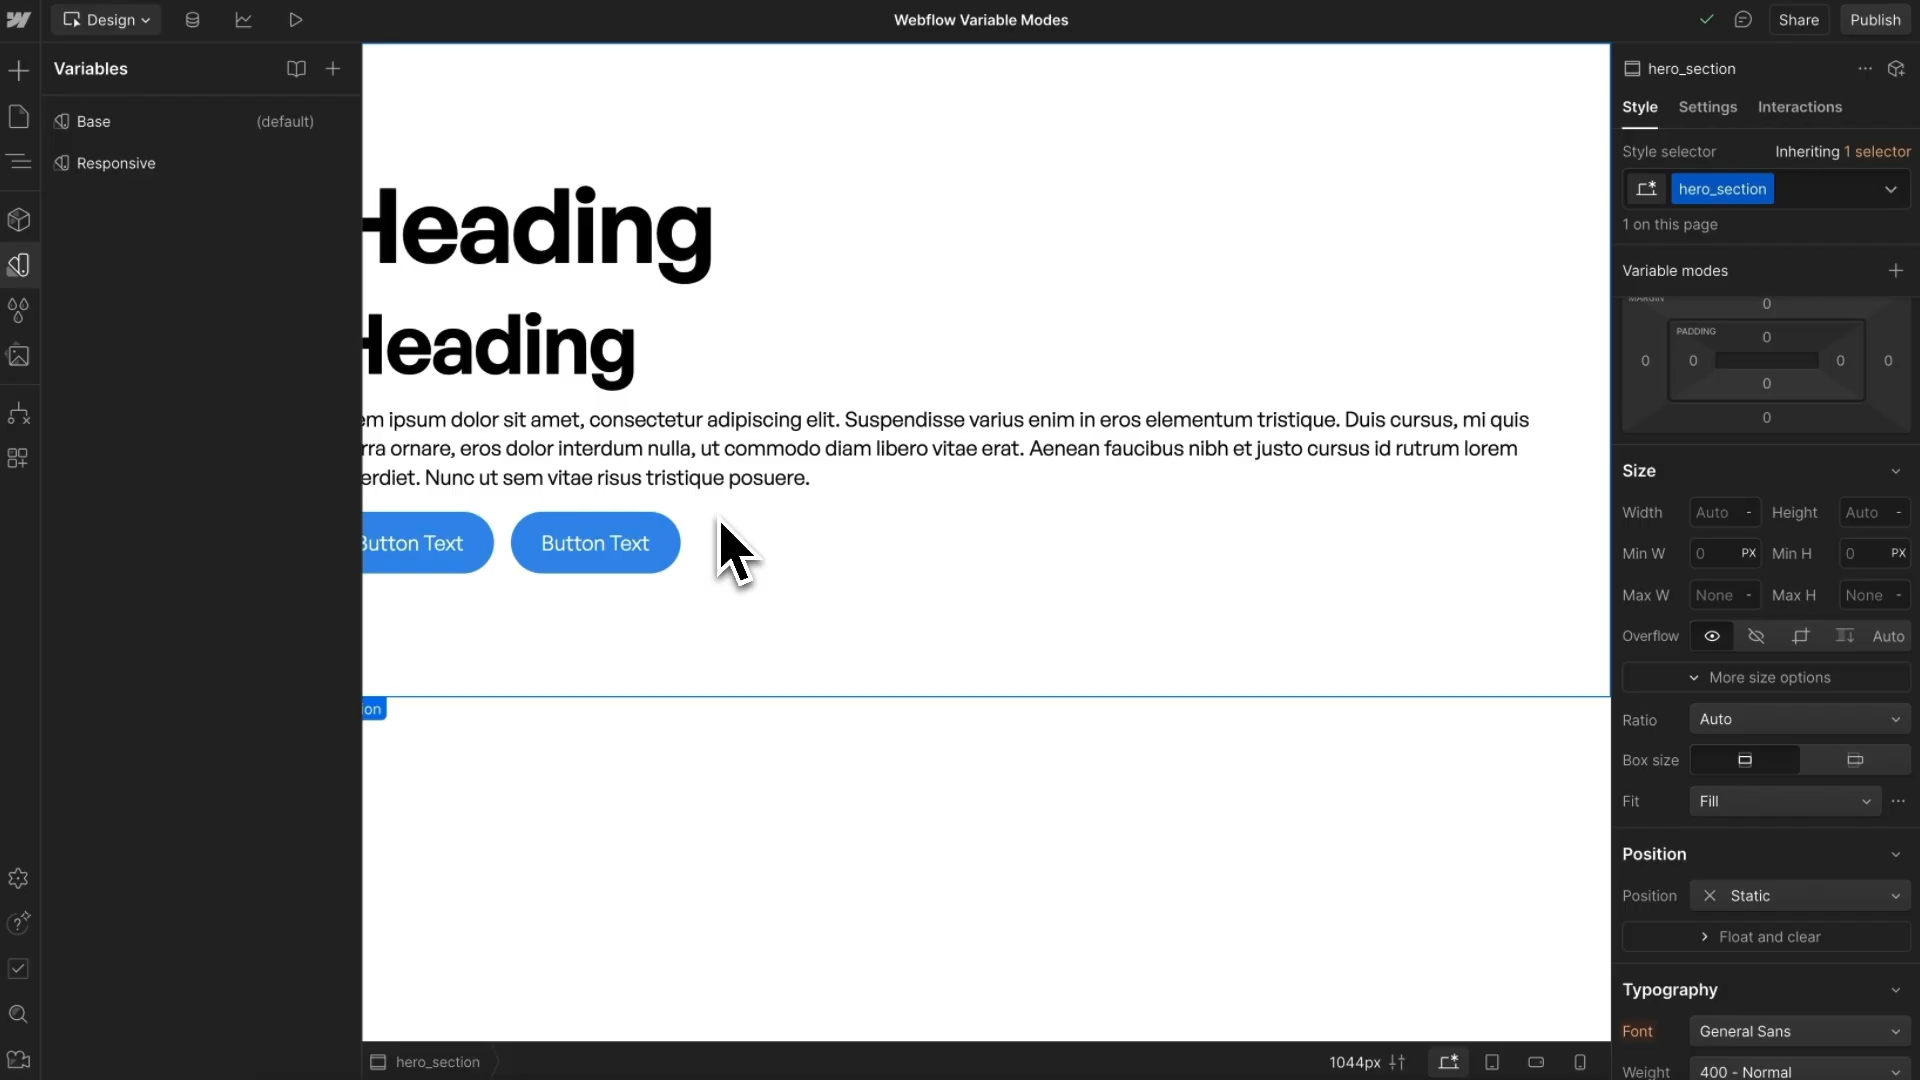 Design
Webflow Variable Modes
Share
Publish
Variables
Base (default)
Responsive
Heading
Heading
em ipsum dolor sit amet, consectetur adipiscing elit. Suspendisse varius enim in eros elementum tristique. Duis cursus, mi quis
rra ornare, eros dolor interdum nulla, ut commodo diam libero vitae erat. Aenean faucibus nibh et justo cursus id rutrum lorem
erdiet. Nunc ut sem vitae risus tristique posuere.
Button Text
Button Text
ion
hero_section
1044px
hero_section
Style Settings Interactions
Style selector Inheriting 1 selector
hero_section
1 on this page
Variable modes
MARGIN
0
PADDING
0
0 0 0 0
0
0
Size
Width Auto - Height Auto -
Min W 0 PX Min H 0 PX
Max W None - Max H None -
Overflow Auto
More size options
Ratio Auto
Box size
Fit Fill
Position
Position Static
Float and clear
Typography
Font General Sans
Weight 400 - Normal